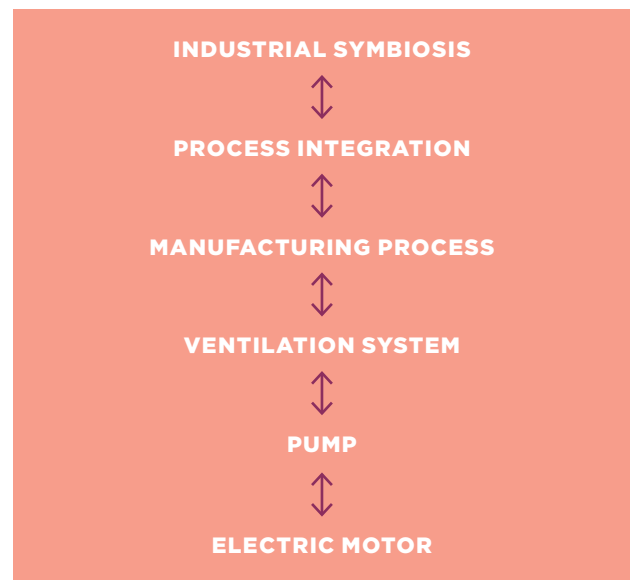 INDUSTRIAL SYMBIOSIS
PROCESS INTEGRATION
MANUFACTURING PROCESS
VENTILATION SYSTEM
PUMP
ELECTRIC MOTOR